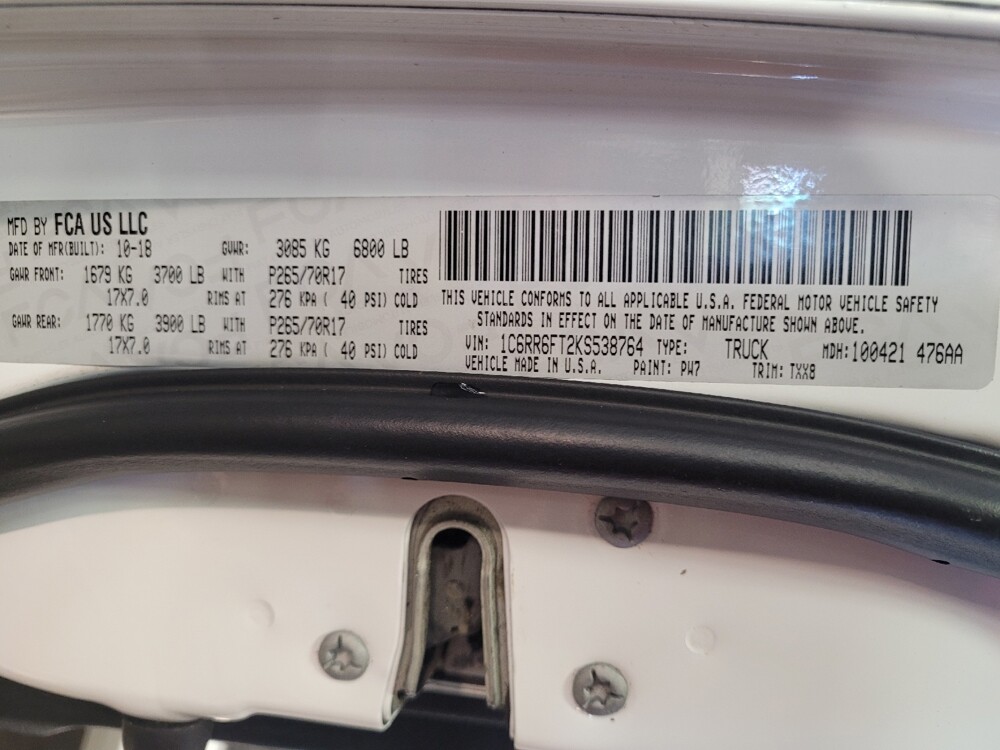 MFD BY FCA US LLC
DATE OF MFR(BUILT): 10-18 GVWR: 3085 KG 6800 LB
GAWR FRONT: 1679 KG 3700 LB WITH P265/70R17 TIRES
17X7.0 RIMS AT 276 KPA ( 40 PSI) COLD
GAWR REAR: 1770 KG 3900 LB WITH P265/70R17 TIRES
17X7.0 RIMS AT 276 KPA ( 40 PSI) COLD
THIS VEHICLE CONFORMS TO ALL APPLICABLE U.S.A. FEDERAL MOTOR VEHICLE SAFETY
STANDARDS IN EFFECT ON THE DATE OF MANUFACTURE SHOWN ABOVE.
VIN: 1C6RR6FT2KS538764 TYPE: TRUCK MDH:100421 476AA
VEHICLE MADE IN U.S.A. PAINT: PW7 TRIM: TXX8